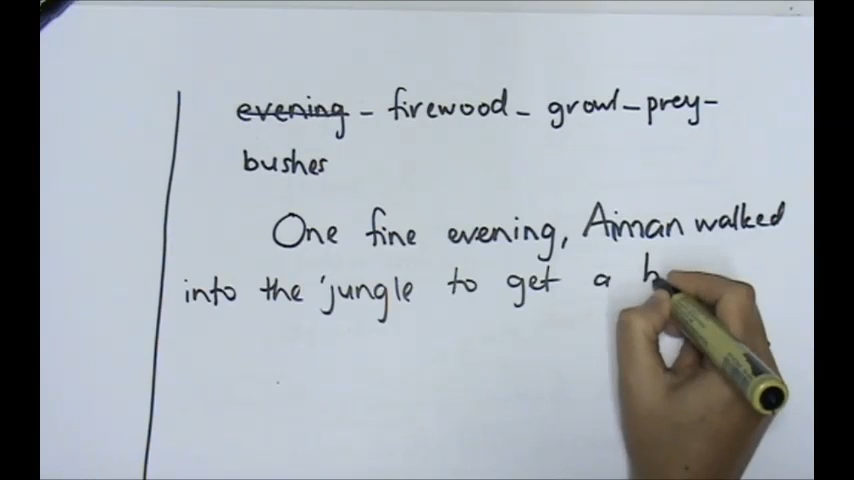 evening - firewood - growl - prey -
bushes
One fine evening, Aiman walked
into the jungle to get a b